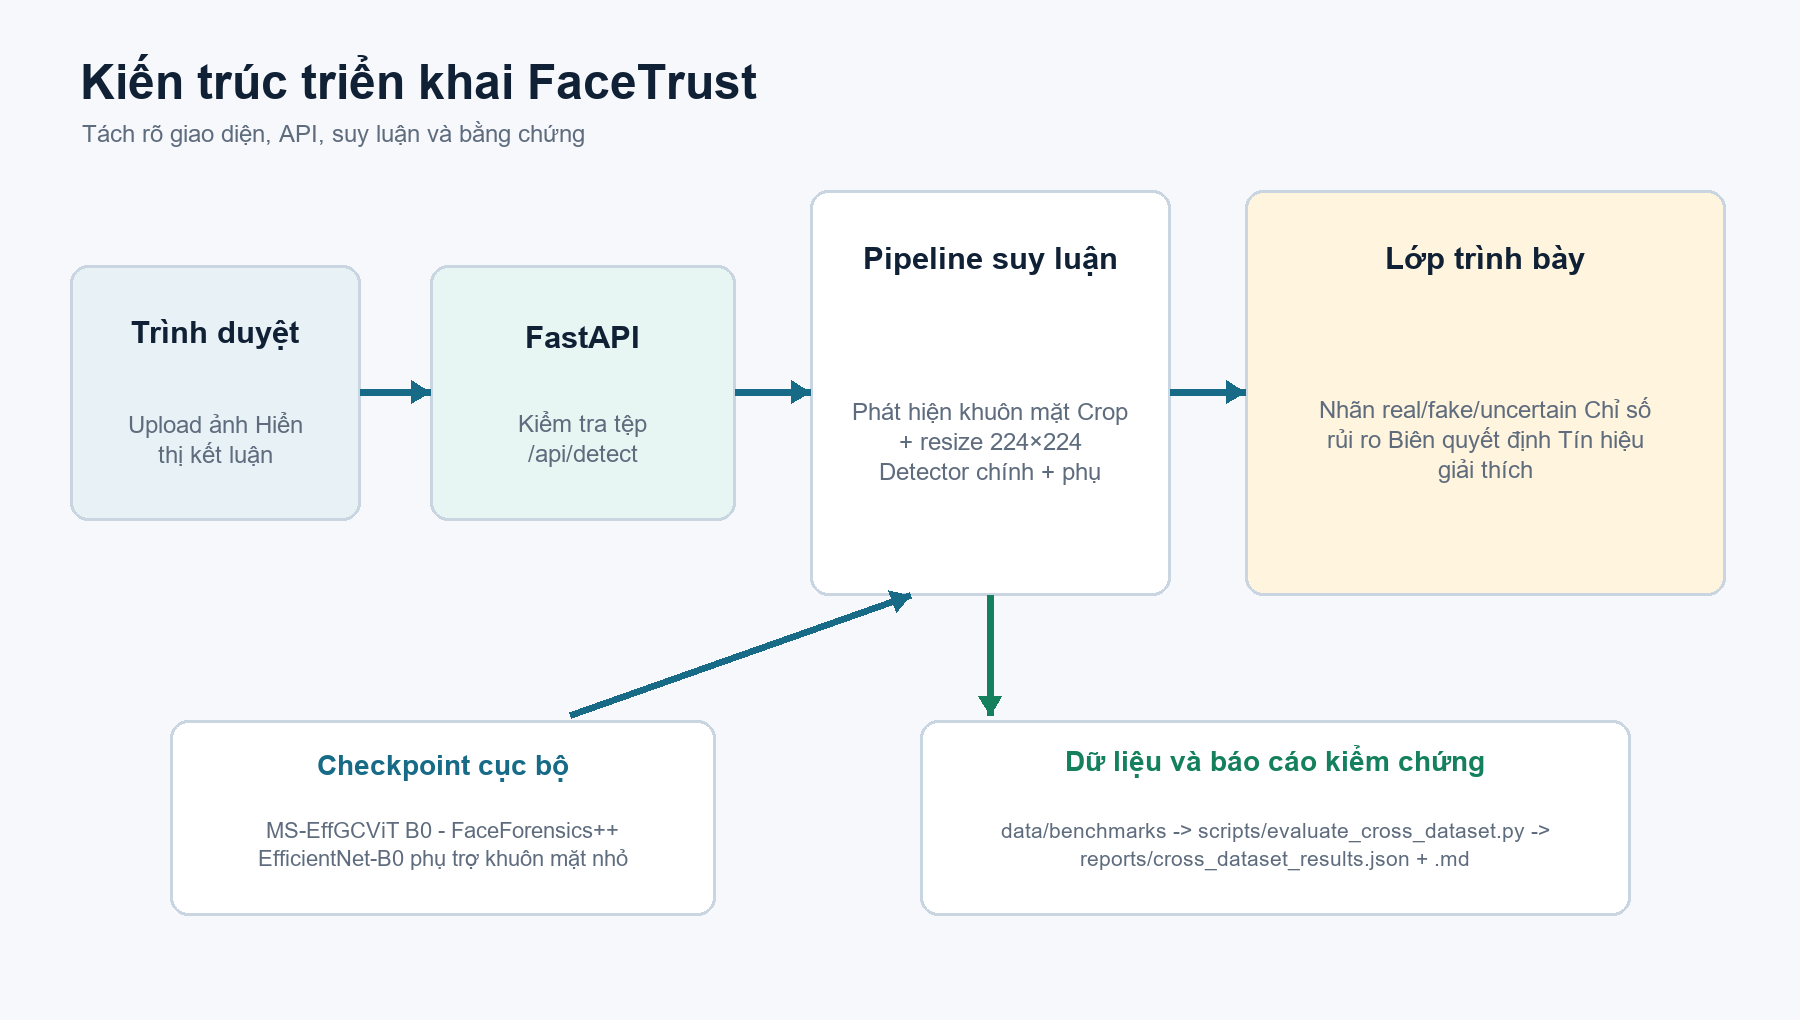 Kiến trúc triển khai FaceTrust
Tách rõ giao diện, API, suy luận và bằng chứng
Trình duyệt
Upload ảnh Hiển
thị kết luận
FastAPI
Kiểm tra tệp
/api/detect
Pipeline suy luận
Phát hiện khuôn mặt Crop
+ resize 224×224
Detector chính + phụ
Lớp trình bày
Nhãn real/fake/uncertain Chỉ số
rủi ro Biên quyết định Tín hiệu
giải thích
Checkpoint cục bộ
MS-EffGCViT B0 - FaceForensics++
EfficientNet-B0 phụ trợ khuôn mặt nhỏ
Dữ liệu và báo cáo kiểm chứng
data/benchmarks -> scripts/evaluate_cross_dataset.py ->
reports/cross_dataset_results.json + .md